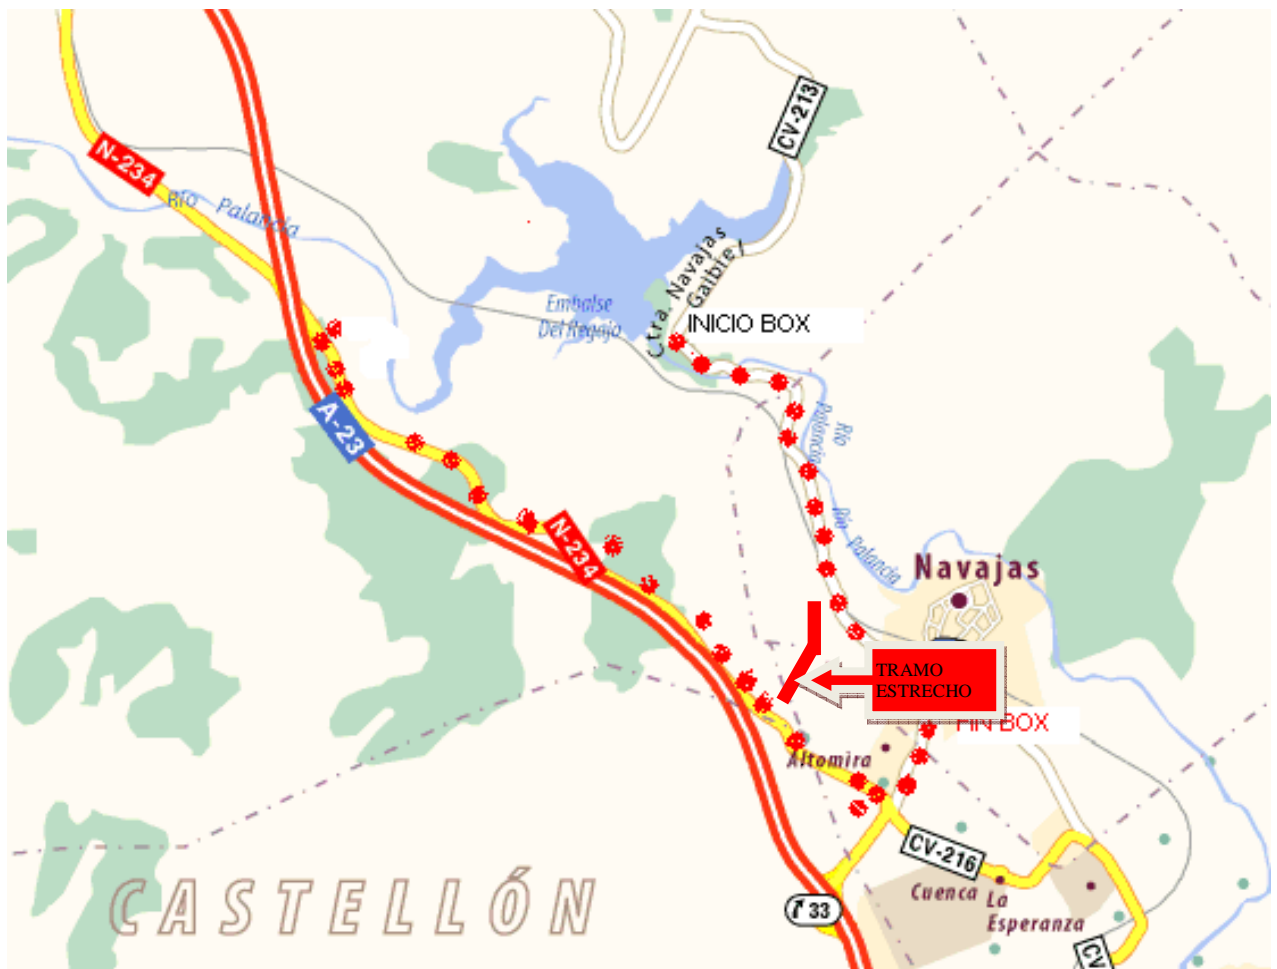 CV-213
N-234
Río Palancia
Ctra. Navajas
Gaibiel
Embalse
Del Regajo
INICIO BOX
A-23
Río
Palancia
N-234
Río Palancia
Navajas
TRAMO
ESTRECHO
FIN BOX
Altomira
CV-216
Cuenca
La
Esperanza
33
CASTELLÓN
CV